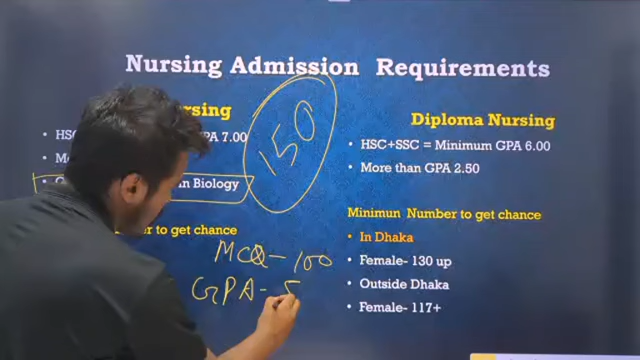 Nursing Admission Requirements
rsing
HSC PA 7.00
in Biology
to get chance
150
MCQ - 100
GPA - 5
Diploma Nursing
HSC+SSC = Minimum GPA 6.00
More than GPA 2.50
Minimun Number to get chance
In Dhaka
Female- 130 up
Outside Dhaka
Female- 117+